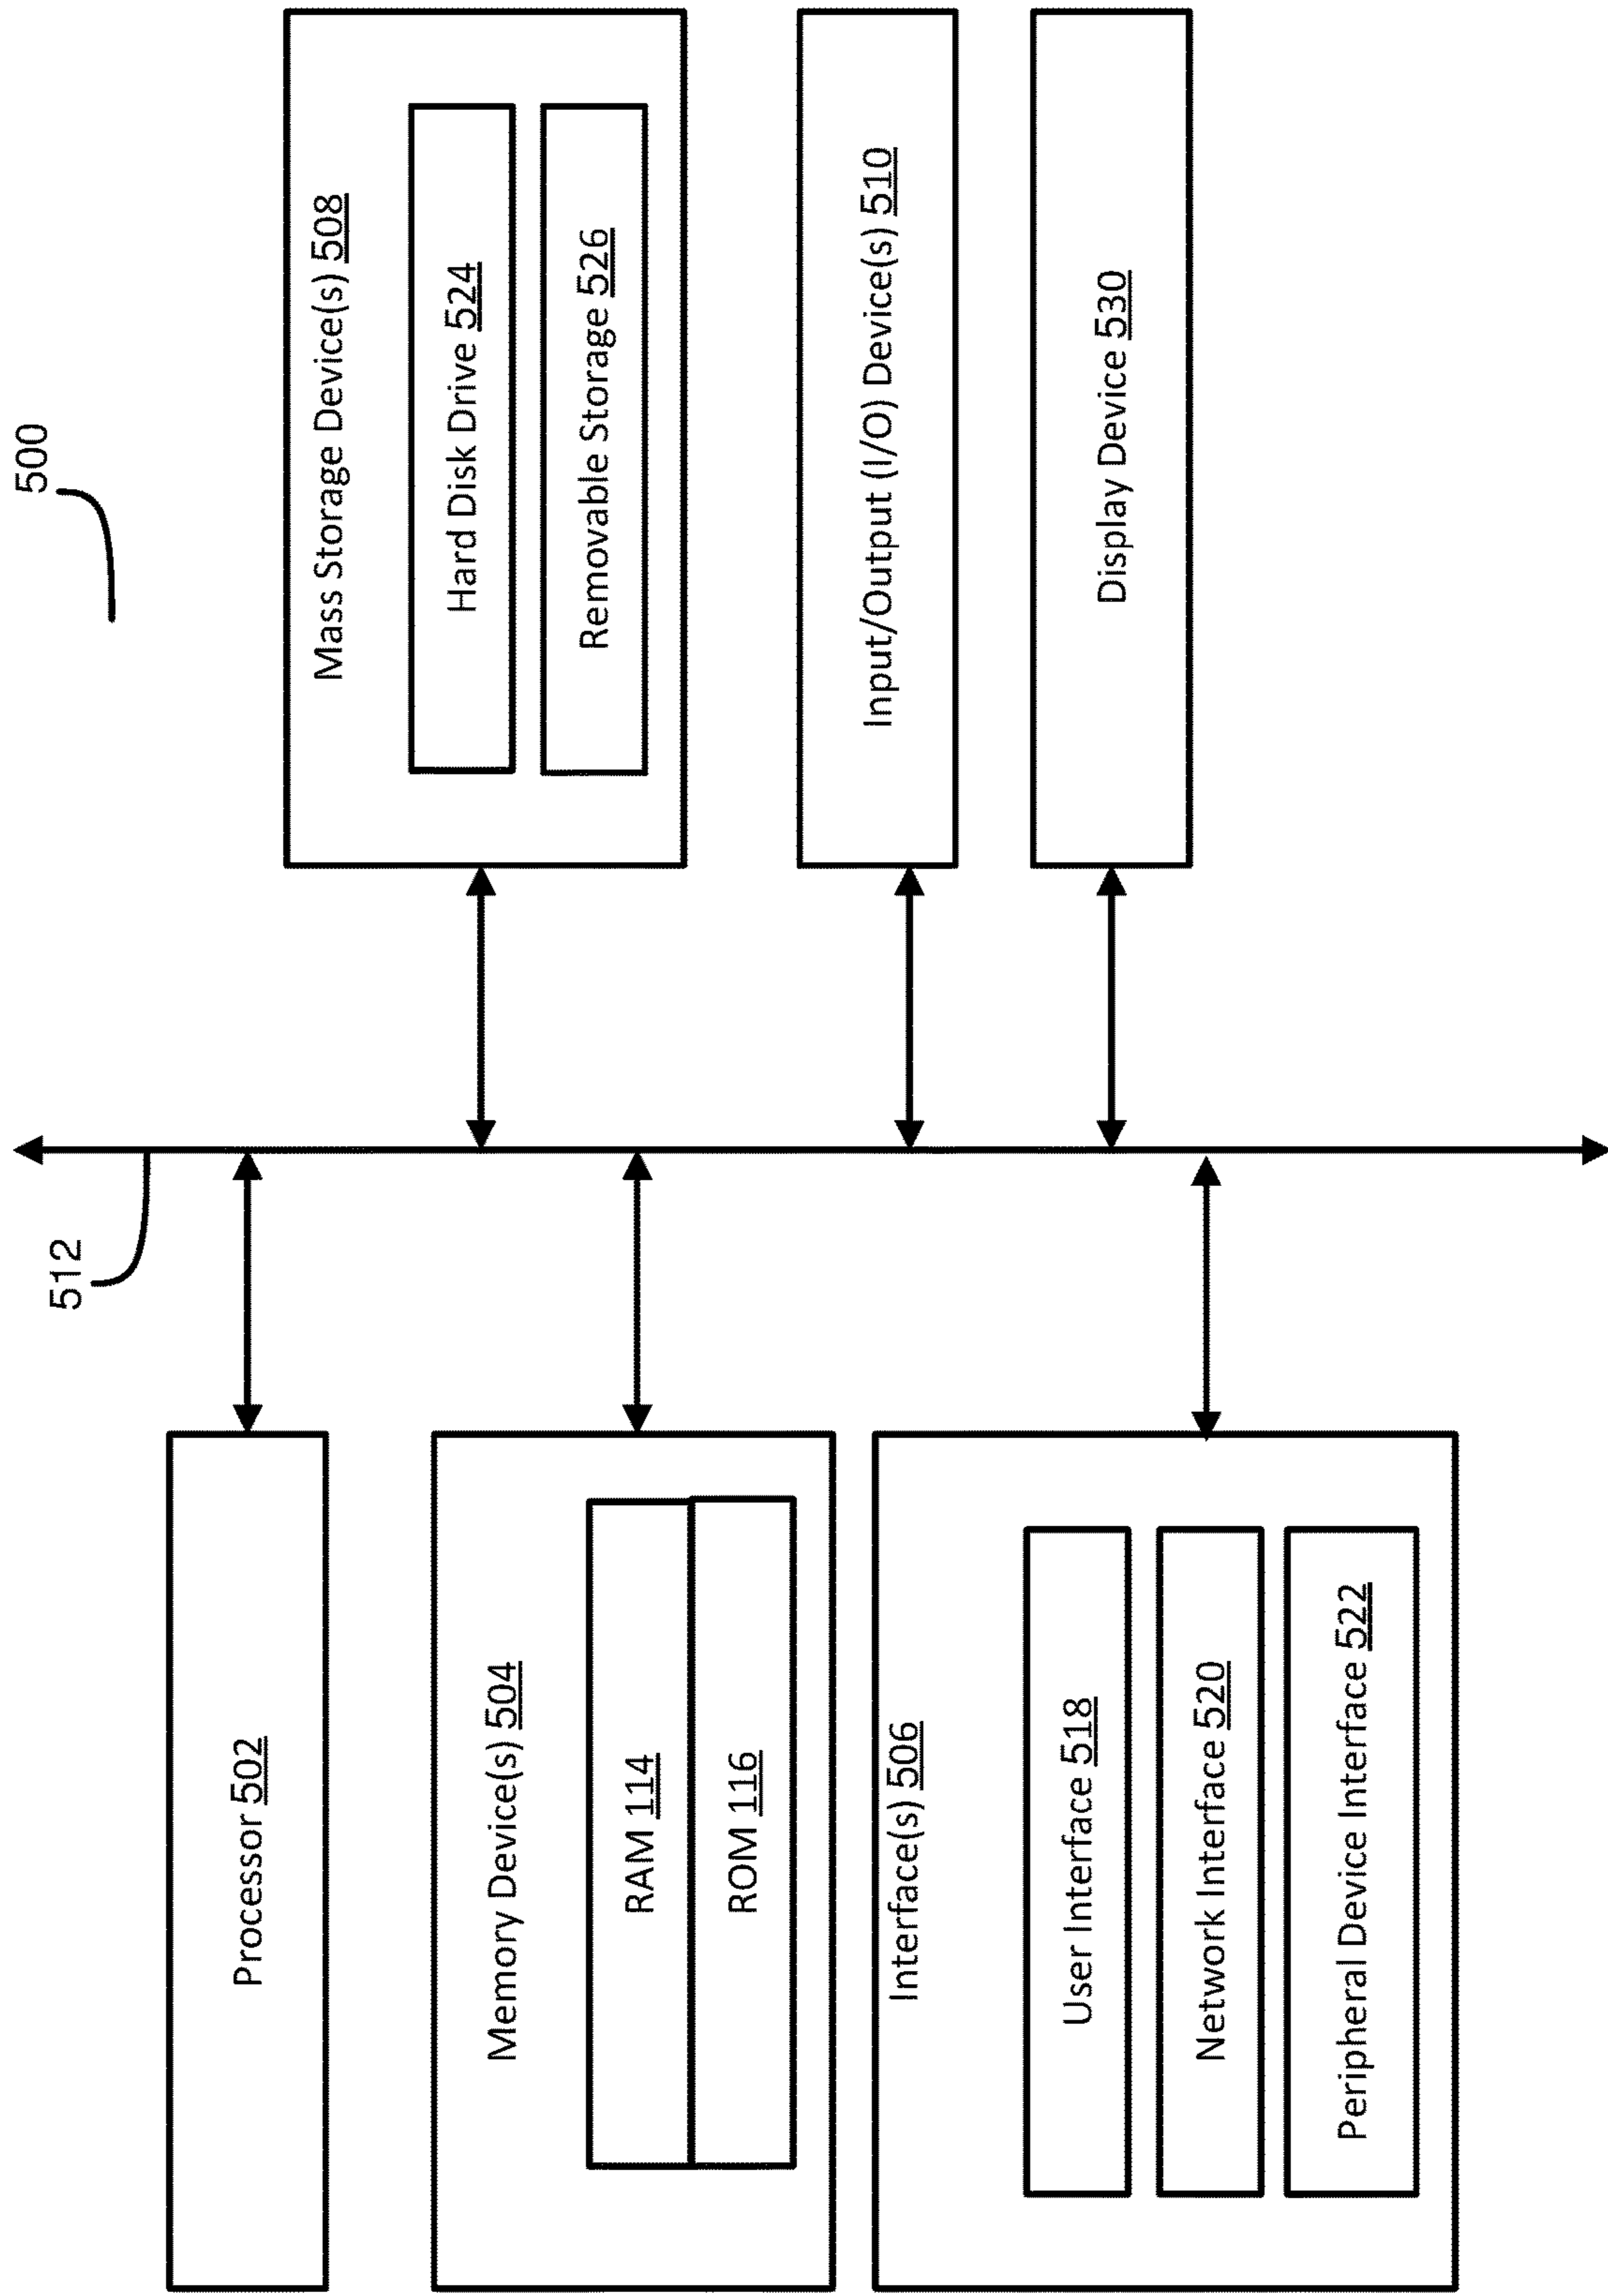 500
512
Processor 502
Memory Device(s) 504
RAM 114
ROM 116
Interface(s) 506
User Interface 518
Network Interface 520
Peripheral Device Interface 522
Mass Storage Device(s) 508
Hard Disk Drive 524
Removable Storage 526
Input/Output (I/O) Device(s) 510
Display Device 530